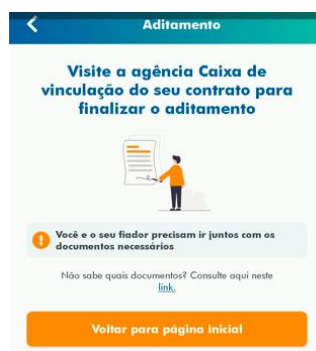 Aditamento
Visite a agência Caixa de
vinculação do seu contrato para
finalizar o aditamento
Você e o seu fiador precisam ir juntos com os
documentos necessários
Não sabe quais documentos? Consulte aqui neste
link.
Voltar para página inicial